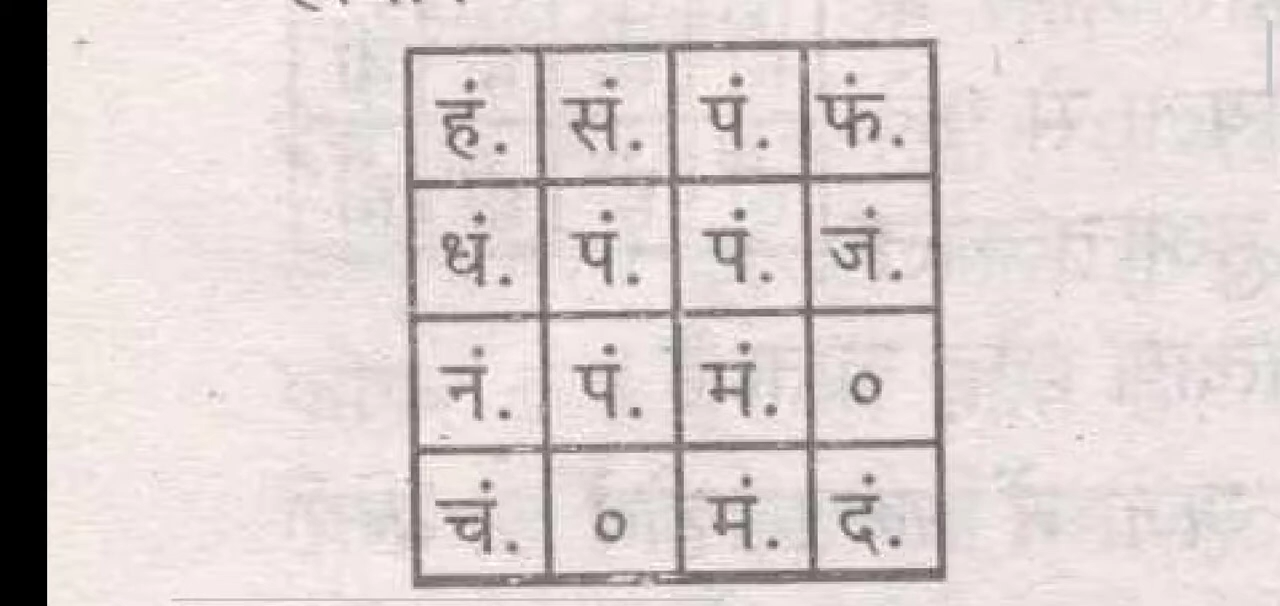 हं. सं. पं. फं.
धं. पं. पं. जं.
नं. पं. मं. ०
चं. ० मं. दं.